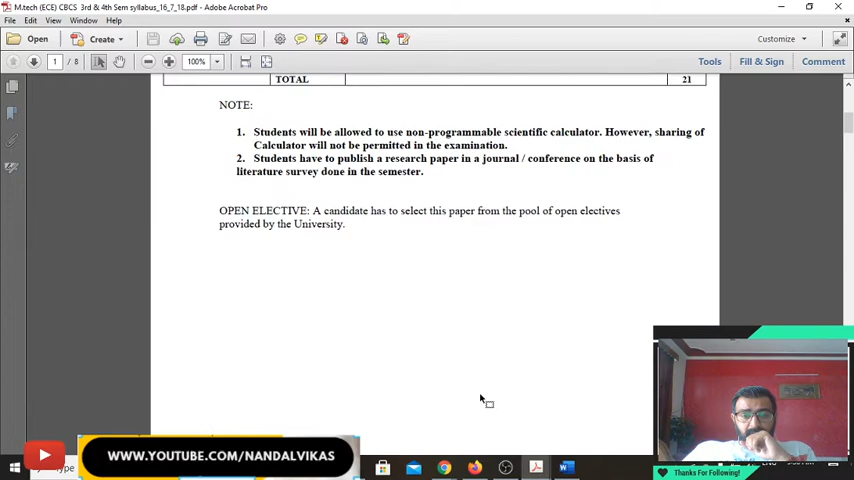 M.tech (ECE) CBCS 3rd & 4th Sem syllabus_16_7_18.pdf - Adobe Acrobat Pro
File Edit View Window Help
Open Create Customize
1 / 8 100% Tools Fill & Sign Comment
TOTAL 21
NOTE:
1. Students will be allowed to use non-programmable scientific calculator. However, sharing of
Calculator will not be permitted in the examination.
2. Students have to publish a research paper in a journal / conference on the basis of
literature survey done in the semester.
OPEN ELECTIVE: A candidate has to select this paper from the pool of open electives
provided by the University.
WWW.YOUTUBE.COM/NANDALVIKAS
Type
Thanks For Following!